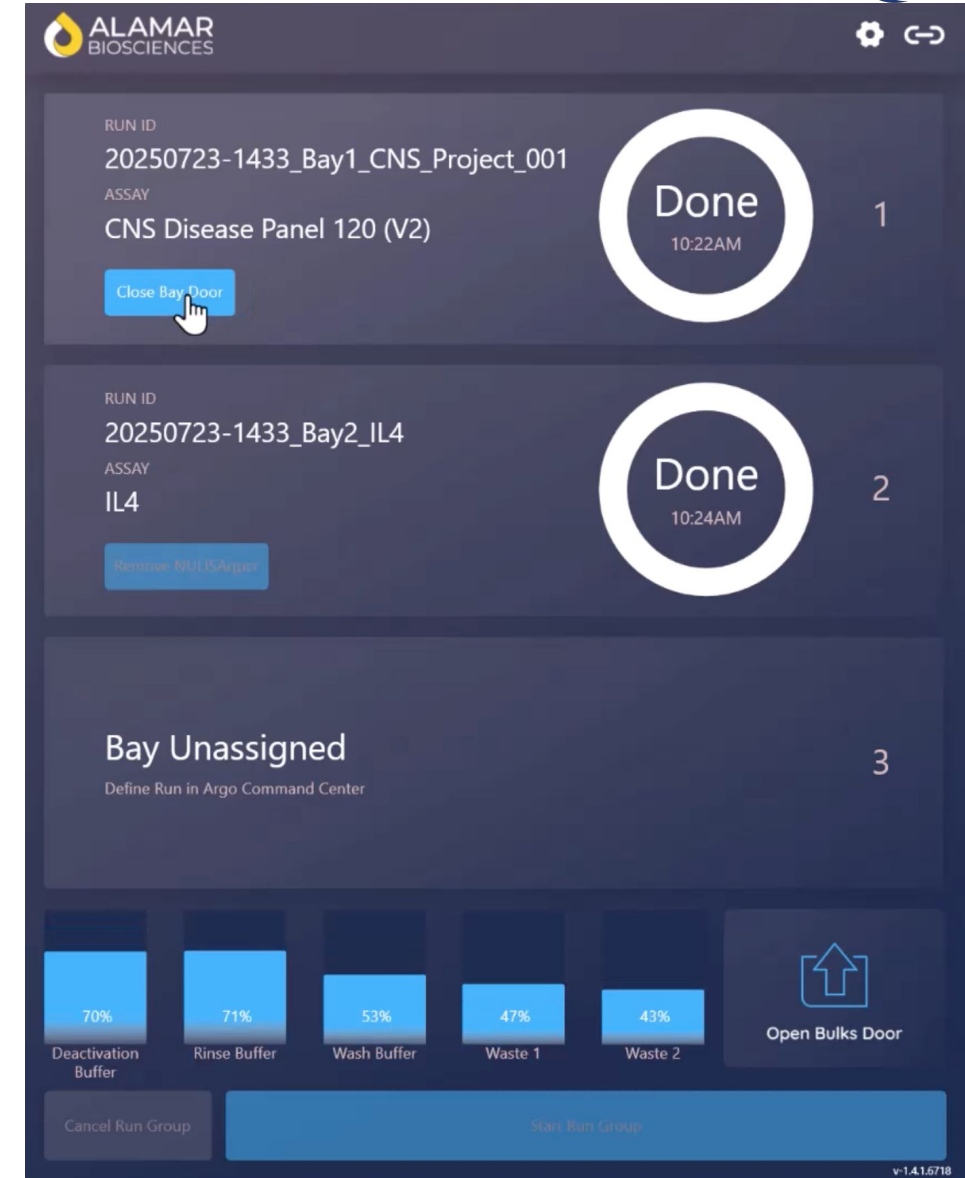 ALAMAR
BIOSCIENCES
RUN ID
20250723-1433_Bay1_CNS_Project_001
ASSAY
CNS Disease Panel 120 (V2)
Close Bay Door
Done
10:22AM
1
RUN ID
20250723-1433_Bay2_IL4
ASSAY
IL4
Remove NULISAqpcr
Done
10:24AM
2
Bay Unassigned
Define Run in Argo Command Center
3
70%
Deactivation
Buffer
71%
Rinse Buffer
53%
Wash Buffer
47%
Waste 1
43%
Waste 2
Open Bulks Door
Cancel Run Group
Start Run Group
v-1.4.1.6718